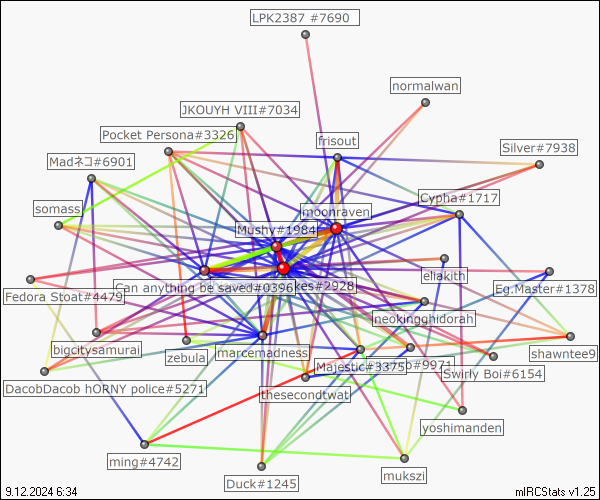 LPK2387 #7690
normalwan
JKOUYH VIII#7034
Pocket Persona#3326
frisout
Silver#7938
Madネコ#6901
Cypha#1717
somass
moonraven
Mushy#1984
eliakith
Can anything be saved#0396
kes#2928
Eg.Master#1378
Fedora Stoat#4479
neokingghidorah
bigcitysamurai
zebula
marcemadness
shawntee9
Majestic#3375
#9971
Swirly Boi#6154
DacobDacob hORNY police#5271
thesecondtwat
yoshimanden
ming#4742
mukszi
Duck#1245
9.12.2024 6:34
mIRCStats v1.25